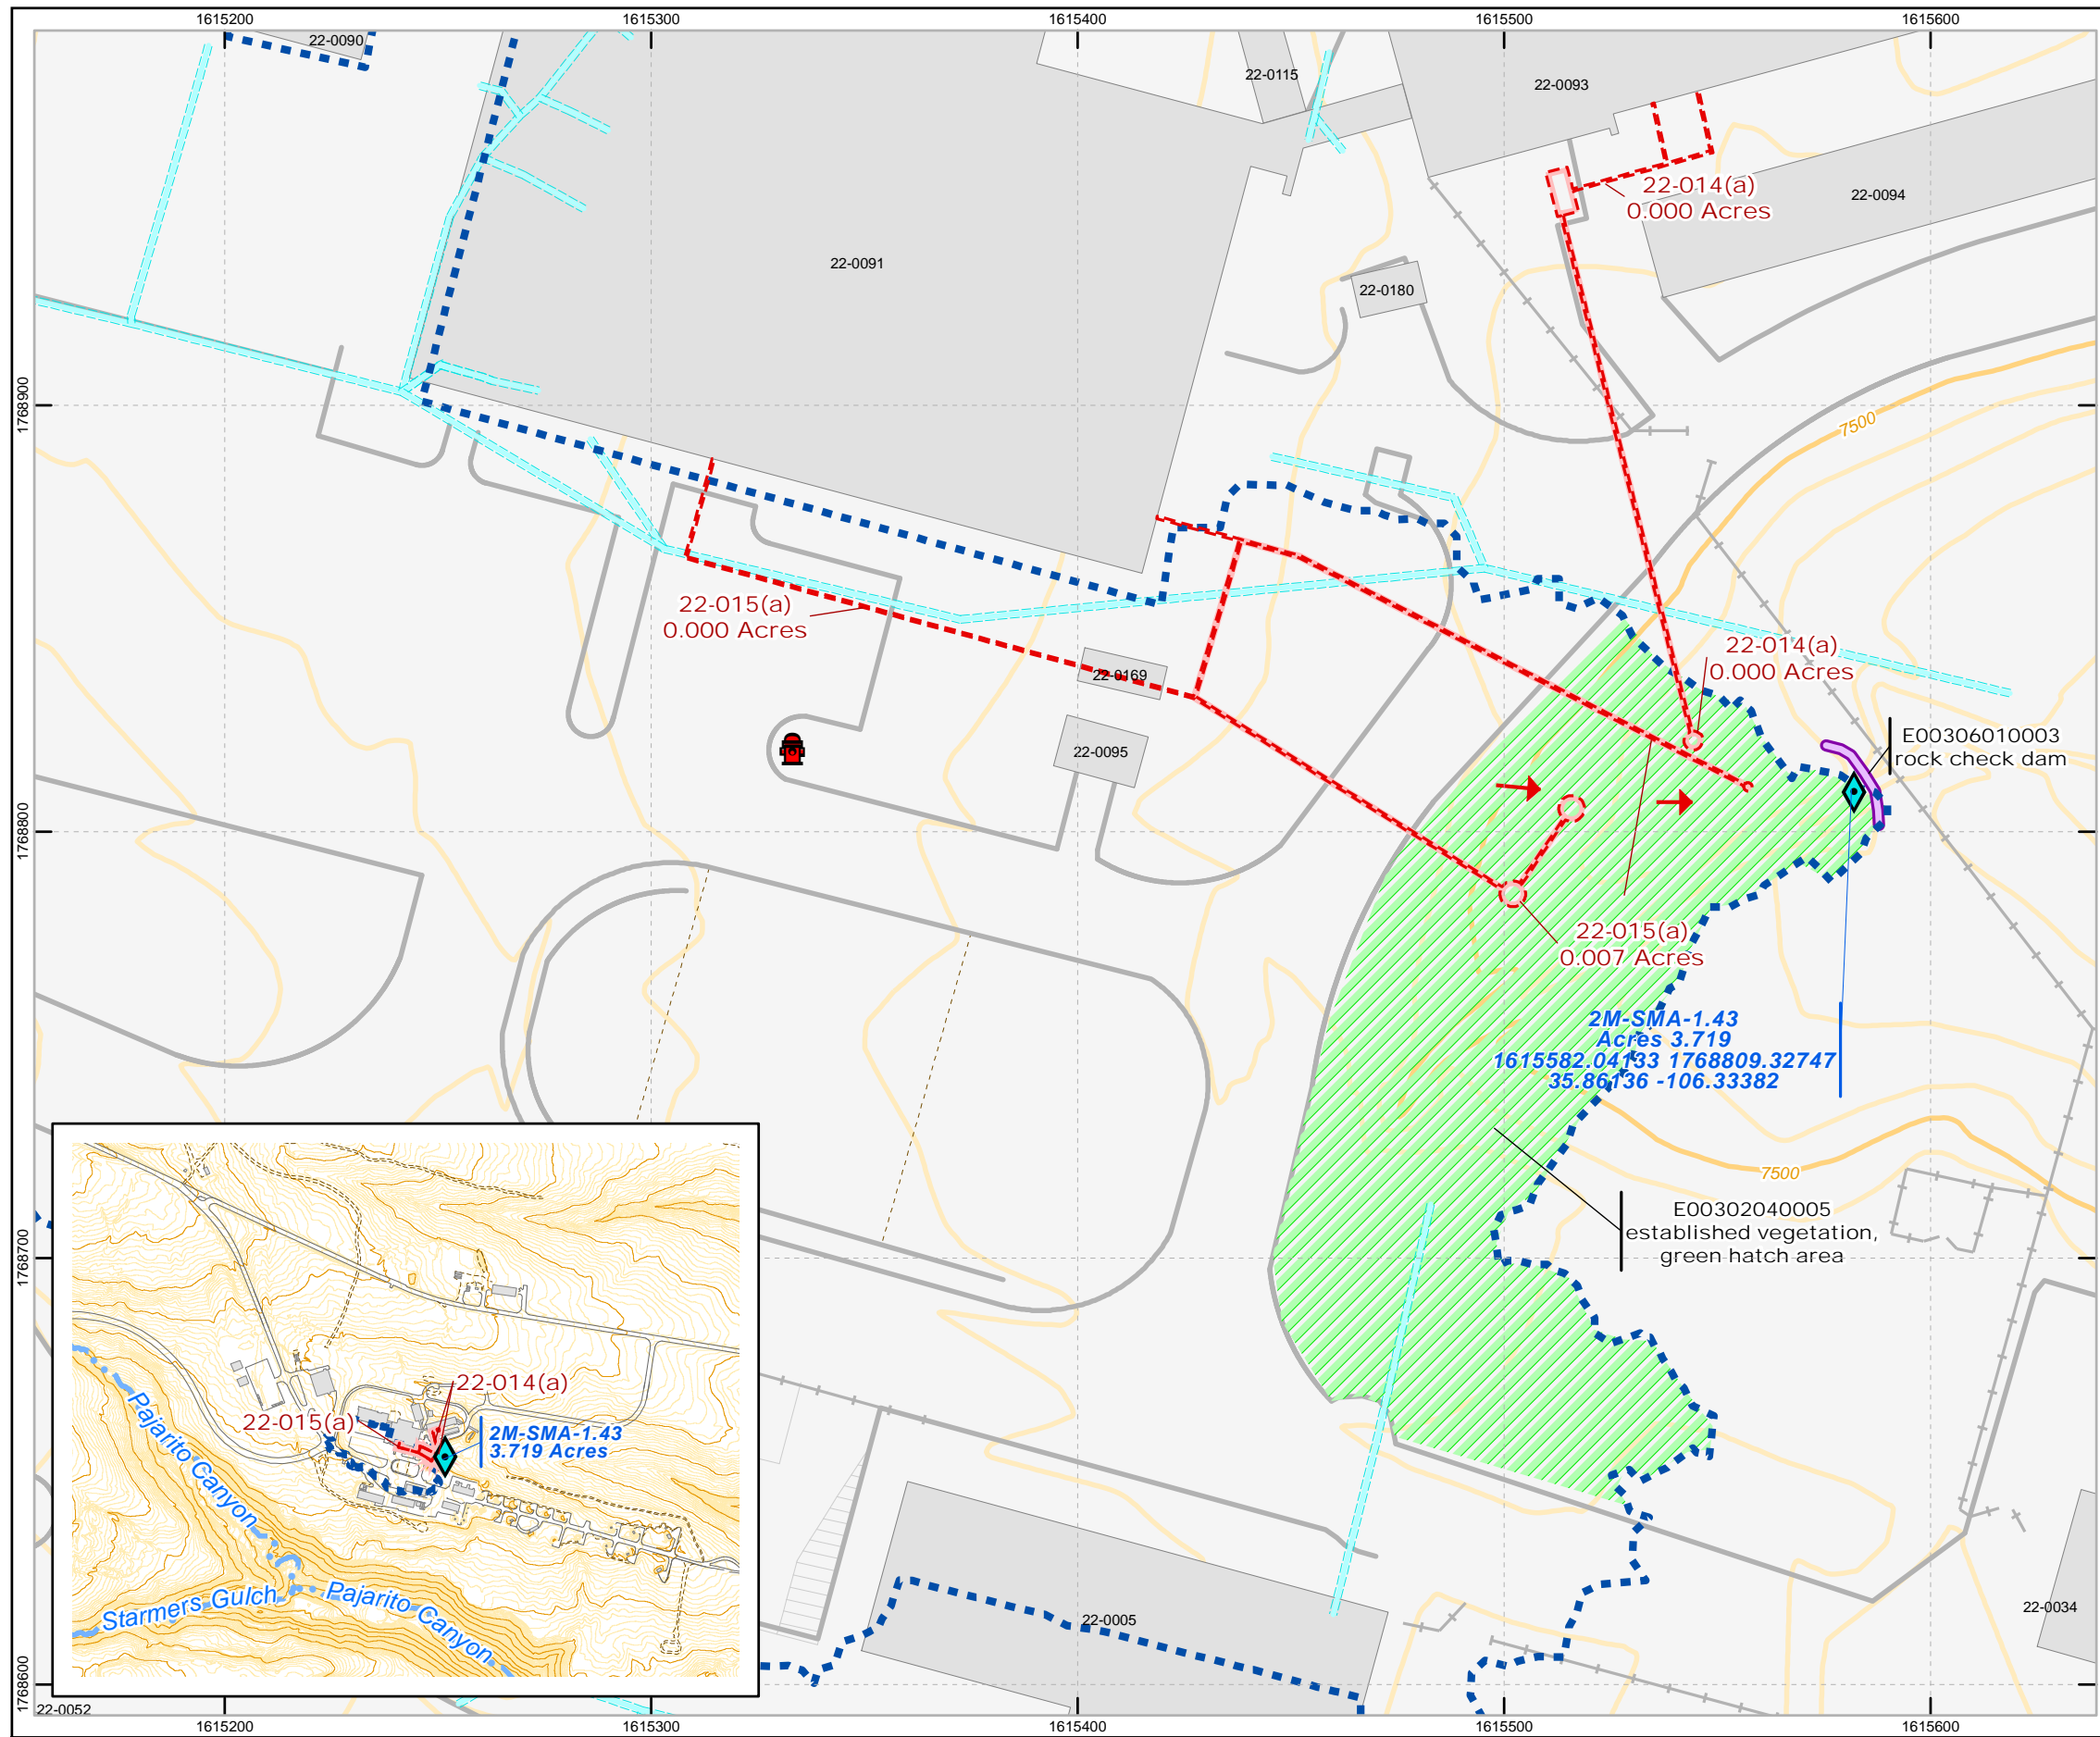 1615200
1615300
1615400
1615500
1615600
22-0090
22-0115
22-0093
22-014(a)
0.000 Acres
22-0094
22-0091
22-0180
1768900
7500
22-015(a)
0.000 Acres
22-014(a)
0.000 Acres
22-0169
22-0095
E00306010003
rock check dam
1768800
22-015(a)
0.007 Acres
2M-SMA-1.43
Acres 3.719
1615582.04133 1768809.32747
35.86136 -106.33382
7500
E00302040005
established vegetation,
green hatch area
1768700
22-014(a)
22-015(a)
2M-SMA-1.43
3.719 Acres
Pajarito Canyon
Starmers Gulch
Pajarito Canyon
22-0005
22-0034
1768600
22-0052
1615200
1615300
1615400
1615500
1615600